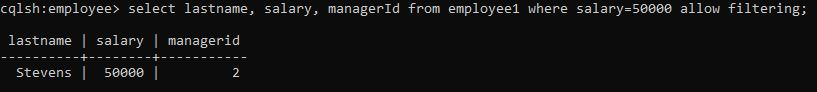 cqlsh:employee> select lastname, salary, managerId from employee1 where salary=50000 allow filtering;
lastname | salary | managerid
----------+--------+-----------
Stevens | 50000 | 2